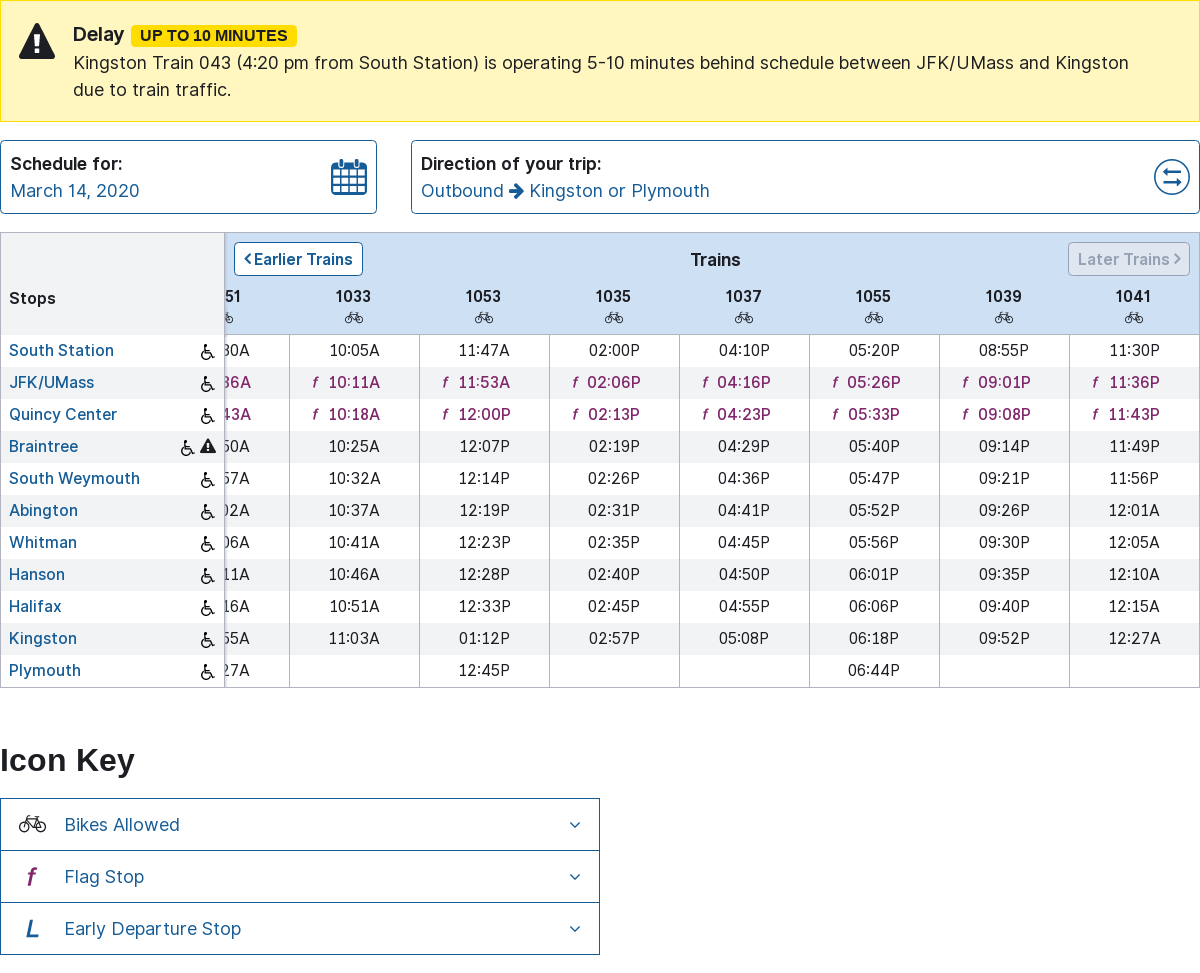 Delay UP TO 10 MINUTES
Kingston Train 043 (4:20 pm from South Station) is operating 5-10 minutes behind schedule between JFK/UMass and Kingston
due to train traffic.
Schedule for:
March 14, 2020
Direction of your trip:
Outbound Kingston or Plymouth
Earlier Trains Trains Later Trains
Stops 51 1033 1053 1035 1037 1055 1039 1041
South Station 30A 10:05A 11:47A 02:00P 04:10P 05:20P 08:55P 11:30P
JFK/UMass 36A f 10:11A f 11:53A f 02:06P f 04:16P f 05:26P f 09:01P f 11:36P
Quincy Center 43A f 10:18A f 12:00P f 02:13P f 04:23P f 05:33P f 09:08P f 11:43P
Braintree 50A 10:25A 12:07P 02:19P 04:29P 05:40P 09:14P 11:49P
South Weymouth 57A 10:32A 12:14P 02:26P 04:36P 05:47P 09:21P 11:56P
Abington 02A 10:37A 12:19P 02:31P 04:41P 05:52P 09:26P 12:01A
Whitman 06A 10:41A 12:23P 02:35P 04:45P 05:56P 09:30P 12:05A
Hanson 11A 10:46A 12:28P 02:40P 04:50P 06:01P 09:35P 12:10A
Halifax 16A 10:51A 12:33P 02:45P 04:55P 06:06P 09:40P 12:15A
Kingston 55A 11:03A 01:12P 02:57P 05:08P 06:18P 09:52P 12:27A
Plymouth 27A 12:45P 06:44P
Icon Key
Bikes Allowed
f Flag Stop
L Early Departure Stop